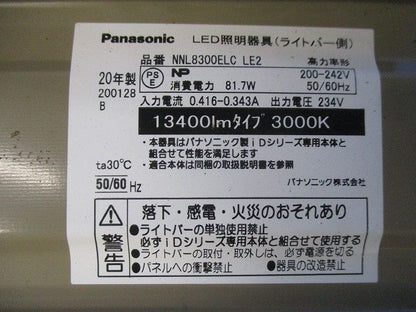 Panasonic LED照明器具(ライトバー側)
品番 NNL8300ELC LE2 高力率形
20年製 PS E NP 200-242V
200128 消費電力 81.7W 50/60Hz
B 入力電流 0.416-0.343A 出力電圧 234V
13400lmタイプ 3000K
・本器具はパナソニック製iDシリーズ専用本体と
組合せて性能を満足します
ta30℃ ・適合本体は同梱の取扱説明書を参照
50/60 Hz パナソニック株式会社
警告
落下・感電・火災のおそれあり
●ライトバーの単独使用禁止
必ずiDシリーズ専用本体と組合せて使用する
●ライトバーの取付・取外しは、必ず電源を切る
●パネルへの衝撃禁止 ●器具の改造禁止